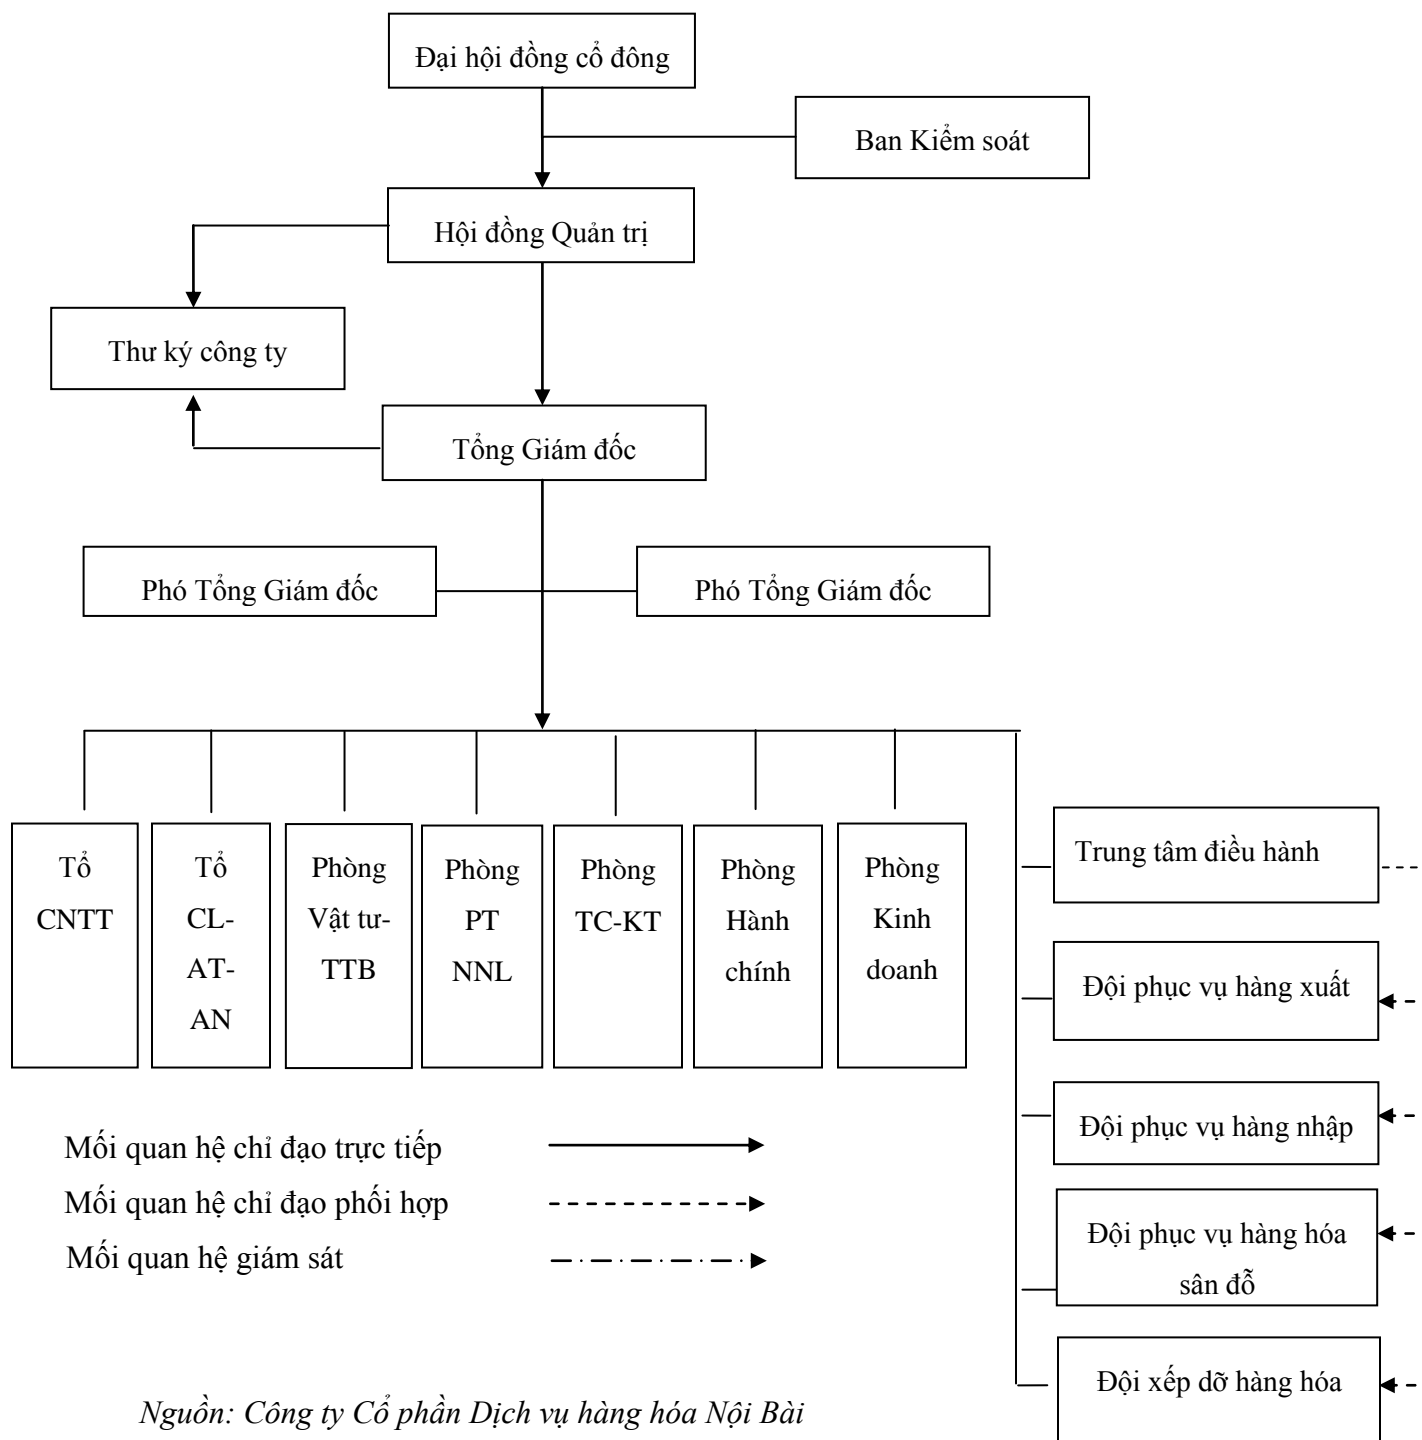 Đại hội đồng cổ đông
Ban Kiểm soát
Hội đồng Quản trị
Thư ký công ty
Tổng Giám đốc
Phó Tổng Giám đốc
Phó Tổng Giám đốc
Tổ
CNTT
Tổ
CL-
AT-
AN
Phòng
Vật tư-
TTB
Phòng
PT
NNL
Phòng
TC-KT
Phòng
Hành
chính
Phòng
Kinh
doanh
Trung tâm điều hành
Đội phục vụ hàng xuất
Đội phục vụ hàng nhập
Đội phục vụ hàng hóa
sân đỗ
Đội xếp dỡ hàng hóa
Mối quan hệ chỉ đạo trực tiếp
Mối quan hệ chỉ đạo phối hợp
Mối quan hệ giám sát
Nguồn: Công ty Cổ phần Dịch vụ hàng hóa Nội Bài